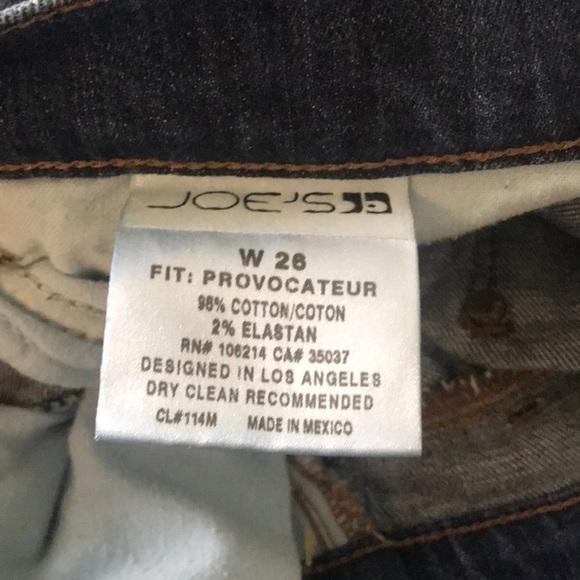 JOE'S
W 26
FIT: PROVOCATEUR
98% COTTON/COTON
2% ELASTAN
RN# 106214 CA# 35037
DESIGNED IN LOS ANGELES
DRY CLEAN RECOMMENDED
CL#114M MADE IN MEXICO